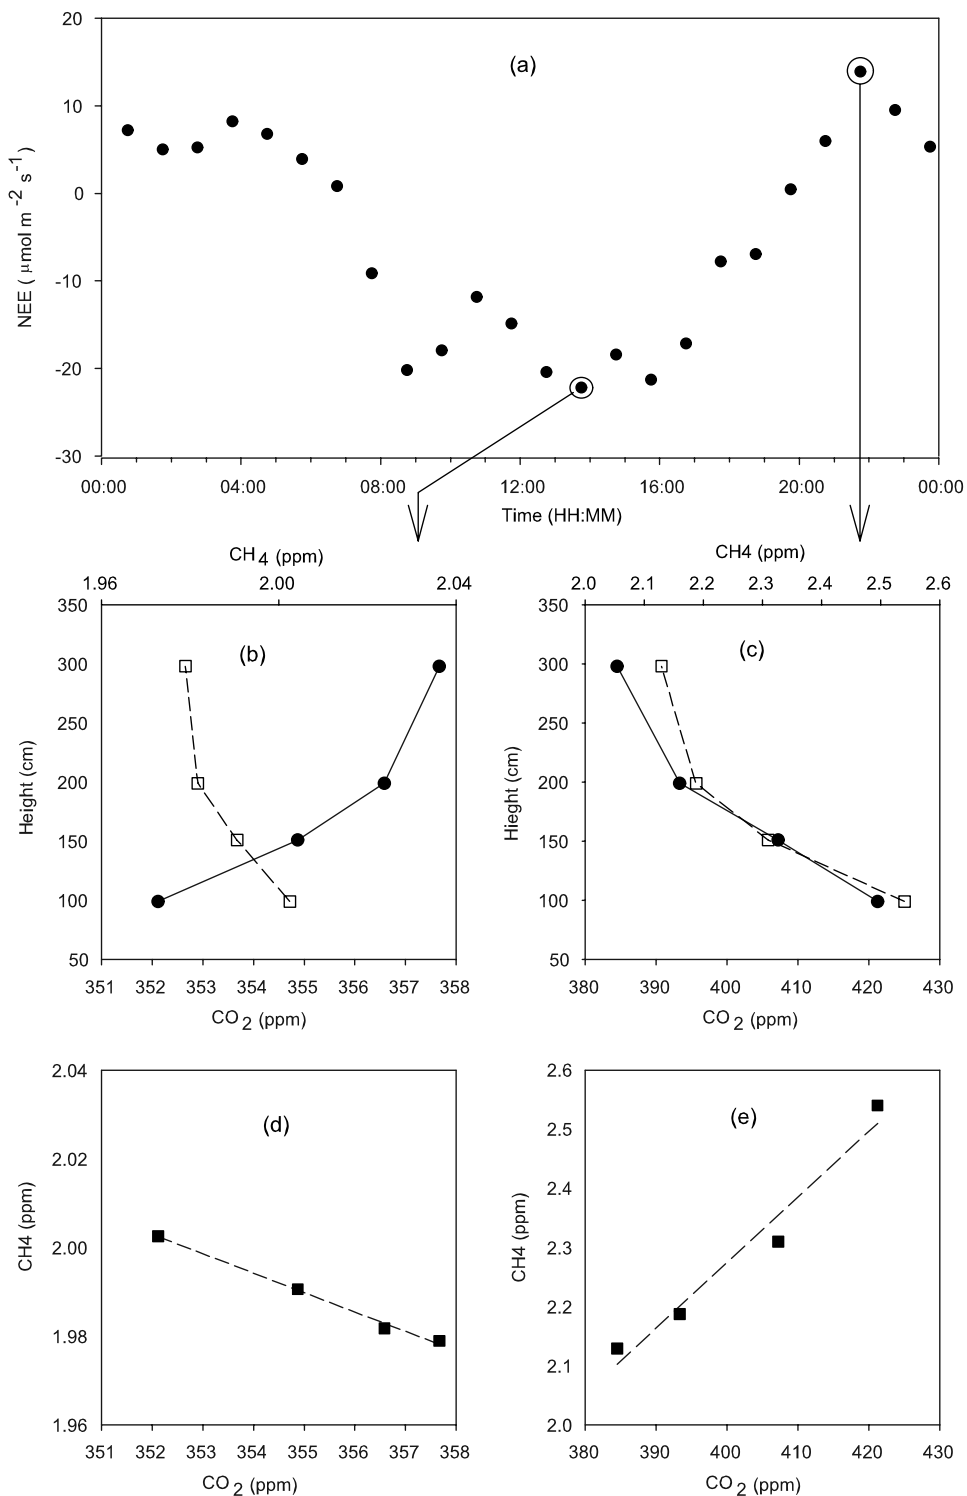 20
(a)
10
0
-10
-20
-30
NEE ( μmol m -2 s-1)
00:00 04:00 08:00 12:00 16:00 20:00 00:00
Time (HH:MM)
CH4 (ppm)
1.96 2.00 2.04
350
300
250
200
150
100
50
(b)
Height (cm)
351 352 353 354 355 356 357 358
CO2 (ppm)
CH4 (ppm)
2.0 2.1 2.2 2.3 2.4 2.5 2.6
350
300
250
200
150
100
50
(c)
Hieght (cm)
380 390 400 410 420 430
CO2 (ppm)
2.04
2.02
2.00
1.98
1.96
(d)
CH4 (ppm)
351 352 353 354 355 356 357 358
CO2 (ppm)
2.6
2.5
2.4
2.3
2.2
2.1
2.0
(e)
CH4 (ppm)
380 390 400 410 420 430
CO2 (ppm)